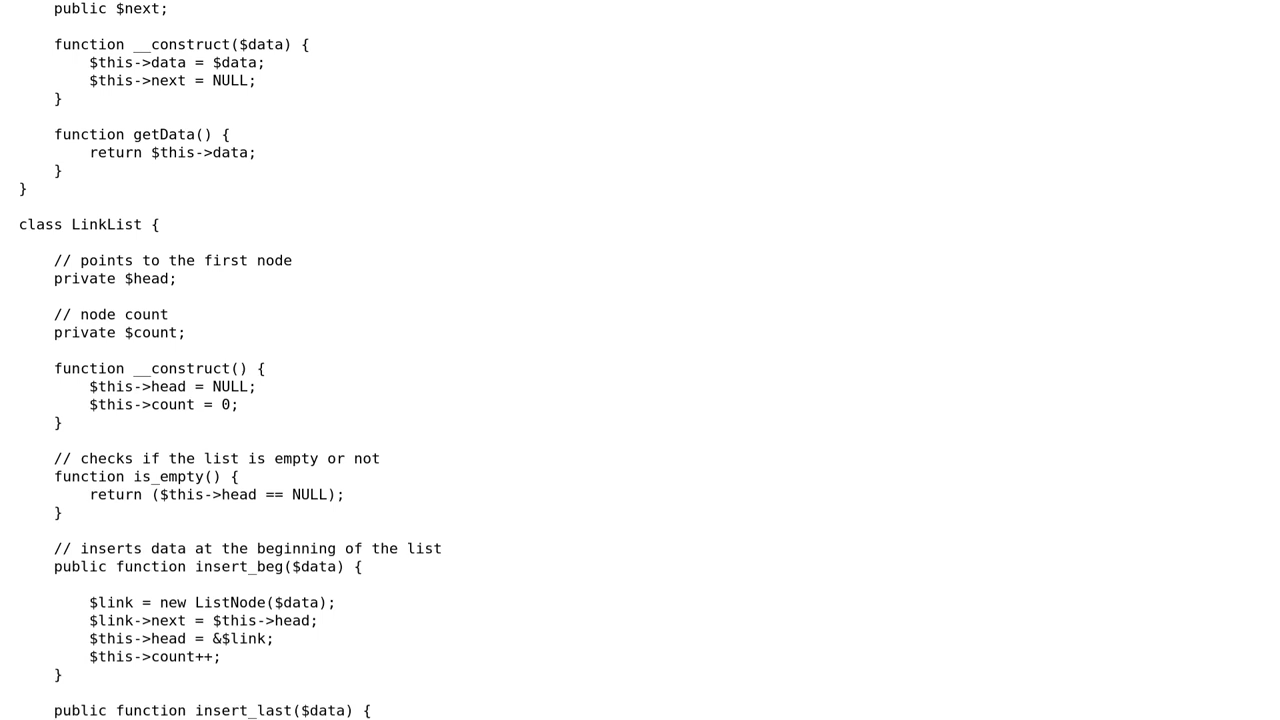 public $next;
function __construct($data) {
$this->data = $data;
$this->next = NULL;
}
function getData() {
return $this->data;
}
}
class LinkList {
// points to the first node
private $head;
// node count
private $count;
function __construct() {
$this->head = NULL;
$this->count = 0;
}
// checks if the list is empty or not
function is_empty() {
return ($this->head == NULL);
}
// inserts data at the beginning of the list
public function insert_beg($data) {
$link = new ListNode($data);
$link->next = $this->head;
$this->head = &$link;
$this->count++;
}
public function insert_last($data) {